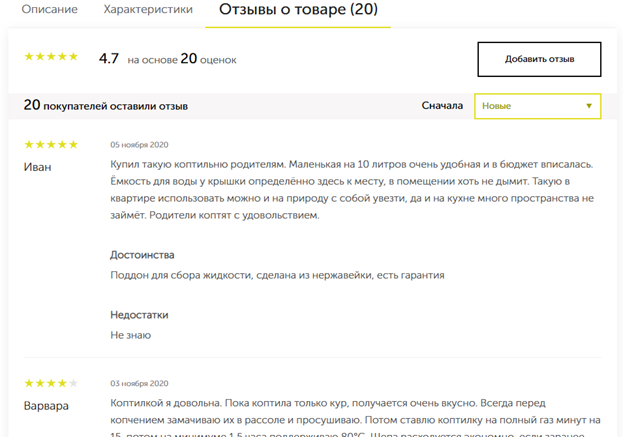 Описание Характеристики Отзывы о товаре (20)
4.7 на основе 20 оценок Добавить отзыв
20 покупателей оставили отзыв Сначала Новые
05 ноября 2020
Иван
Купил такую коптильню родителям. Маленькая на 10 литров очень удобная и в бюджет вписалась.
Ёмкость для воды у крышки определённо здесь к месту, в помещении хоть не дымит. Такую в
квартире использовать можно и на природу с собой увезти, да и на кухне много пространства не
займёт. Родители коптят с удовольствием.
Достоинства
Поддон для сбора жидкости, сделана из нержавейки, есть гарантия
Недостатки
Не знаю
03 ноября 2020
Варвара
Коптилкой я довольна. Пока коптила только кур, получается очень вкусно. Всегда перед
копчением замачиваю их в рассоле и просушиваю. Потом ставлю коптилку на полный газ минут на
15, потом на минимуме 1,5 часа поддерживаю 80°С. Щепа расходуется экономно, если заранее